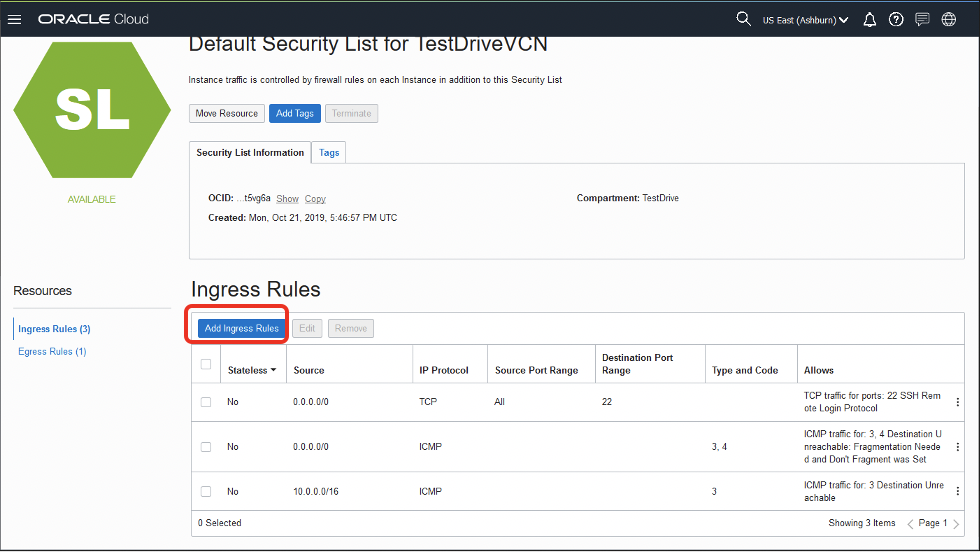 ORACLE Cloud
US East (Ashburn)
Default Security List for TestDriveVCN
SL
AVAILABLE
Instance traffic is controlled by firewall rules on each Instance in addition to this Security List
Move Resource Add Tags Terminate
Security List Information Tags
OCID: ...t5vg6a Show Copy
Compartment: TestDrive
Created: Mon, Oct 21, 2019, 5:46:57 PM UTC
Resources
Ingress Rules (3)
Egress Rules (1)
Ingress Rules
Add Ingress Rules Edit Remove
Stateless Source IP Protocol Source Port Range Destination Port
Range Type and Code Allows
No 0.0.0.0/0 TCP All 22 TCP traffic for ports: 22 SSH Rem
ote Login Protocol
No 0.0.0.0/0 ICMP 3, 4 ICMP traffic for: 3, 4 Destination U
nreachable: Fragmentation Neede
d and Don't Fragment was Set
No 10.0.0.0/16 ICMP 3 ICMP traffic for: 3 Destination Unre
achable
0 Selected Showing 3 Items Page 1